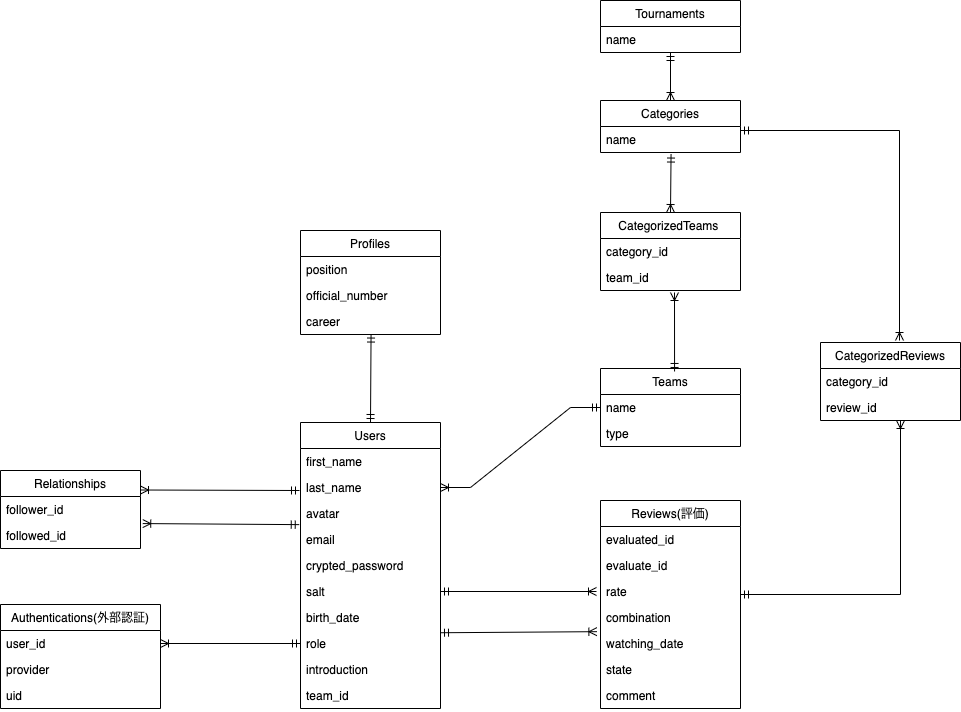 Tournaments
name
Categories
name
CategorizedTeams
category_id
team_id
Profiles
position
official_number
career
CategorizedReviews
category_id
review_id
Teams
name
type
Users
first_name
last_name
avatar
email
crypted_password
salt
birth_date
role
introduction
team_id
Relationships
follower_id
followed_id
Reviews(評価)
evaluated_id
evaluate_id
rate
combination
watching_date
state
comment
Authentications(外部認証)
user_id
provider
uid